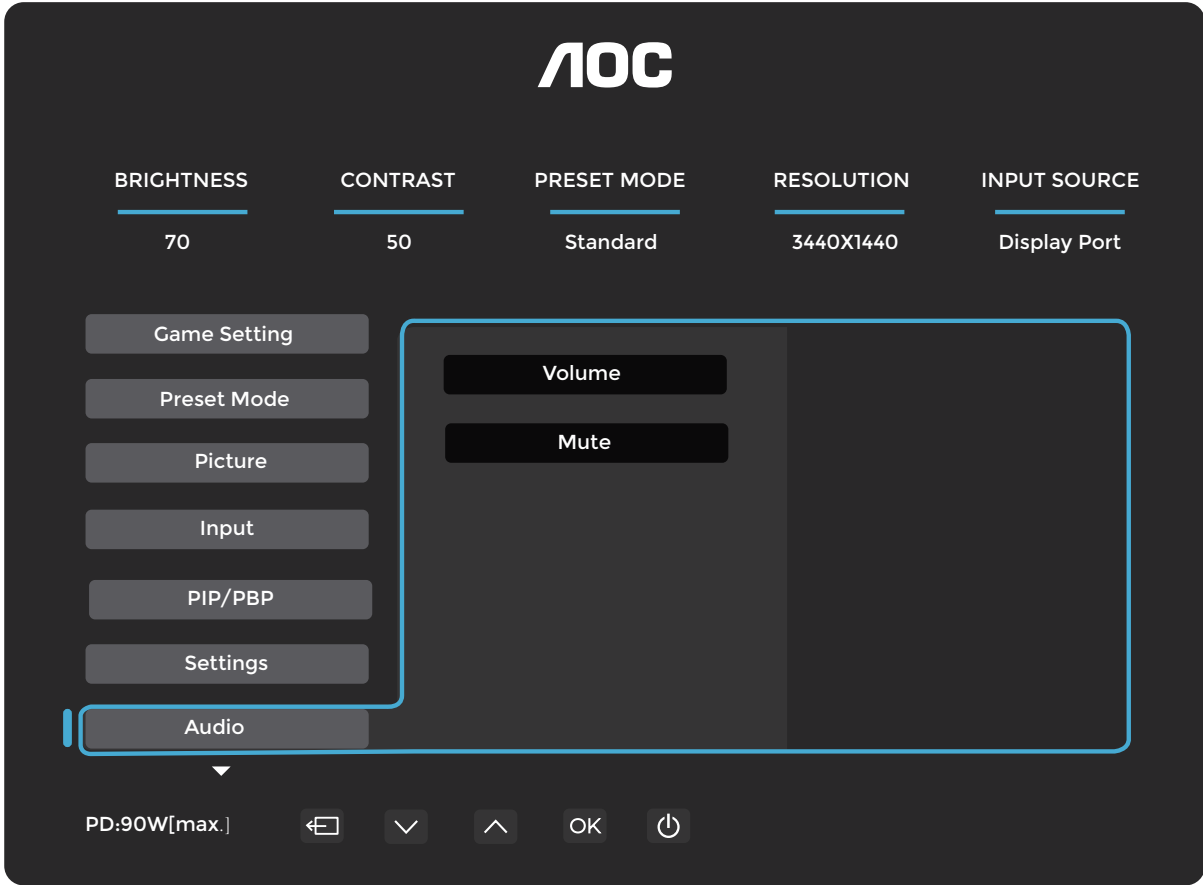 AOC
BRIGHTNESS CONTRAST PRESET MODE RESOLUTION INPUT SOURCE
70 50 Standard 3440X1440 Display Port
Game Setting
Volume
Preset Mode
Mute
Picture
Input
PIP/PBP
Settings
Audio
PD:90W[max.]
OK